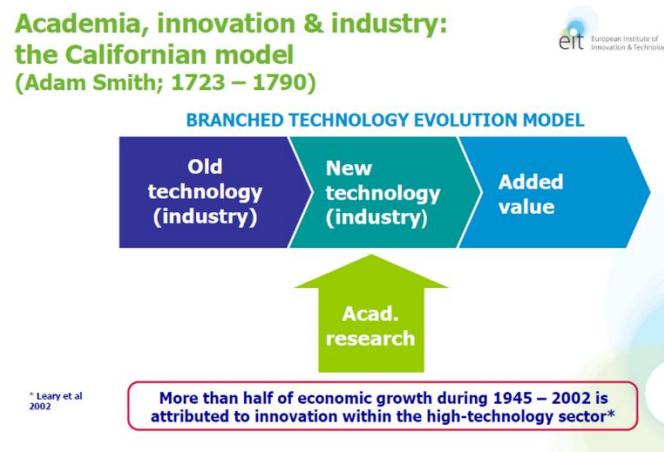 Academia, innovation & industry:
the Californian model
(Adam Smith; 1723 – 1790)
eit
European Institute of
Innovation & Technolo
BRANCHED TECHNOLOGY EVOLUTION MODEL
Old
technology
(industry)
New
technology
(industry)
Added
value
Acad.
research
* Leary et al
2002
More than half of economic growth during 1945 – 2002 is
attributed to innovation within the high-technology sector*